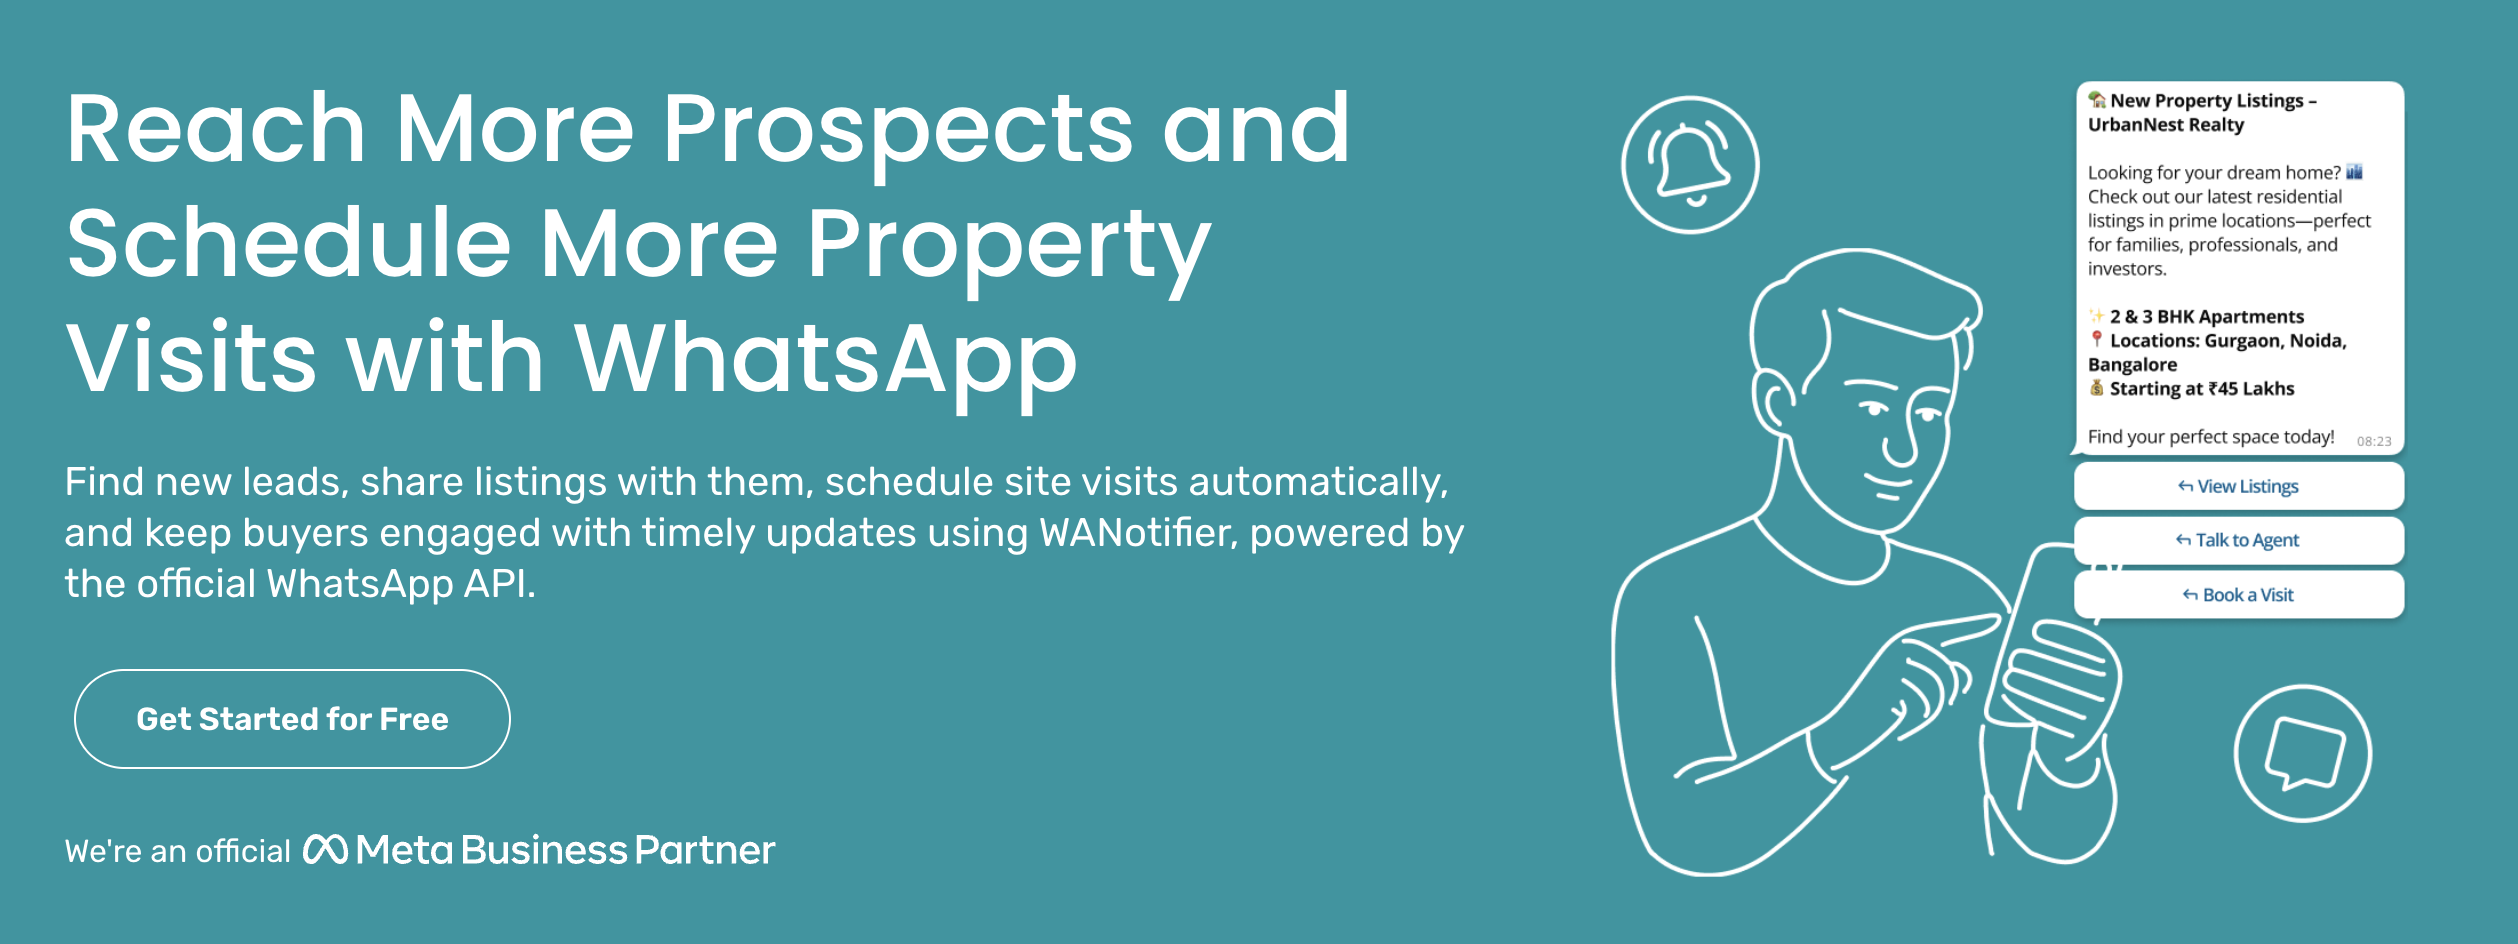 Reach More Prospects and
Schedule More Property
Visits with WhatsApp
Find new leads, share listings with them, schedule site visits automatically,
and keep buyers engaged with timely updates using WANotifier, powered by
the official WhatsApp API.
Get Started for Free
We're an official Meta Business Partner
🏡 New Property Listings –
UrbanNest Realty
Looking for your dream home? 🏙️
Check out our latest residential
listings in prime locations—perfect
for families, professionals, and
investors.
✨ 2 & 3 BHK Apartments
📍 Locations: Gurgaon, Noida,
Bangalore
💰 Starting at ₹45 Lakhs
Find your perfect space today! 08:23
View Listings
Talk to Agent
Book a Visit